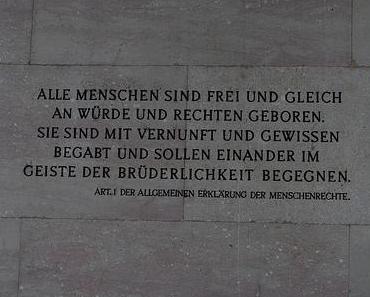 ALLE MENSCHEN SIND FREI UND GLEICH
AN WÜRDE UND RECHTEN GEBOREN.
SIE SIND MIT VERNUNFT UND GEWISSEN
BEGABT UND SOLLEN EINANDER IM
GEISTE DER BRÜDERLICHKEIT BEGEGNEN.
ART. 1 DER ALLGEMEINEN ERKLÄRUNG DER MENSCHENRECHTE.